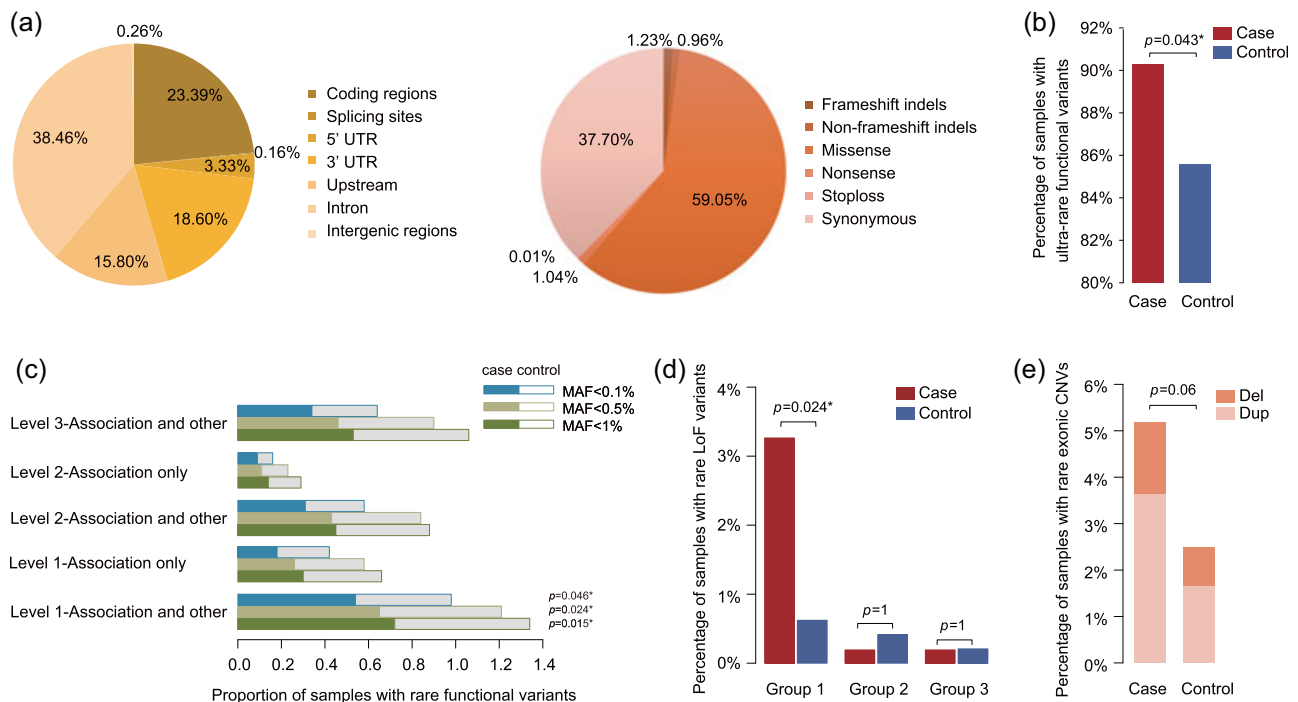 (a)
0.26%
23.39%
0.16%
3.33%
18.60%
15.80%
38.46%
Coding regions
Splicing sites
5' UTR
3' UTR
Upstream
Intron
Intergenic regions
1.23%
0.96%
37.70%
59.05%
0.01%
1.04%
Frameshift indels
Non-frameshift indels
Missense
Nonsense
Stoploss
Synonymous
(b)
Percentage of samples with
ultra-rare functional variants
92%
90%
88%
86%
84%
82%
80%
p=0.043*
Case
Control
Case
Control
(c)
case control
MAF<0.1%
MAF<0.5%
MAF<1%
Level 3-Association and other
Level 2-Association only
Level 2-Association and other
Level 1-Association only
Level 1-Association and other
p=0.046*
p=0.024*
p=0.015*
0.0 0.2 0.4 0.6 0.8 1.0 1.2 1.4
Proportion of samples with rare functional variants
(d)
Percentage of samples with rare LoF variants
4%
3%
2%
1%
0%
Case
Control
p=0.024*
p=1
p=1
Group 1 Group 2 Group 3
(e)
Percentage of samples with rare exonic CNVs
6%
5%
4%
3%
2%
1%
0%
p=0.06
Del
Dup
Case Control